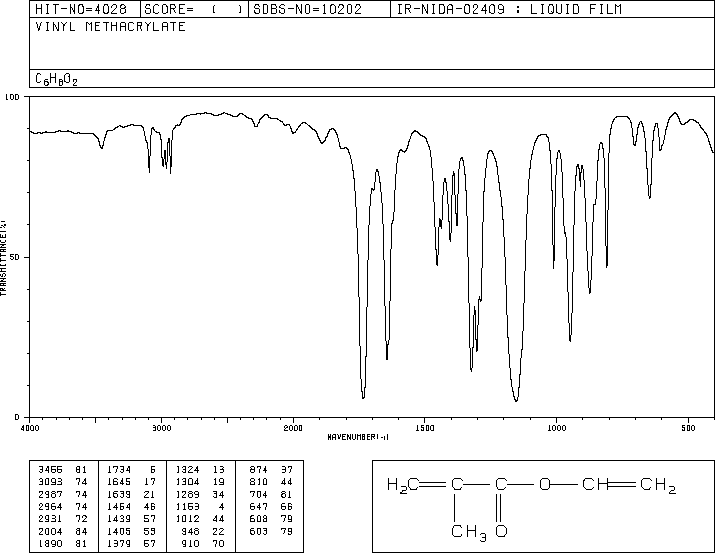 HIT-NO=4028 SCORE= ( ) SDBS-NO=10202 IR-NIDA-02409 : LIQUID FILM
VINYL METHACRYLATE
C6H8O2
100
TRANSMITTANCE(%)
50
0
4000 3000 2000 1500 1000 500
WAVENUMBER(-1)
3466 81 1734 6 1324 13 874 37
3093 74 1645 17 1304 19 810 44
2987 74 1639 21 1289 34 704 81
2964 74 1454 46 1153 4 647 66
2931 72 1439 57 1012 44 608 79
2004 84 1405 53 948 22 603 79
1890 81 1379 57 910 70
H2C C C O CH CH2
CH3 O